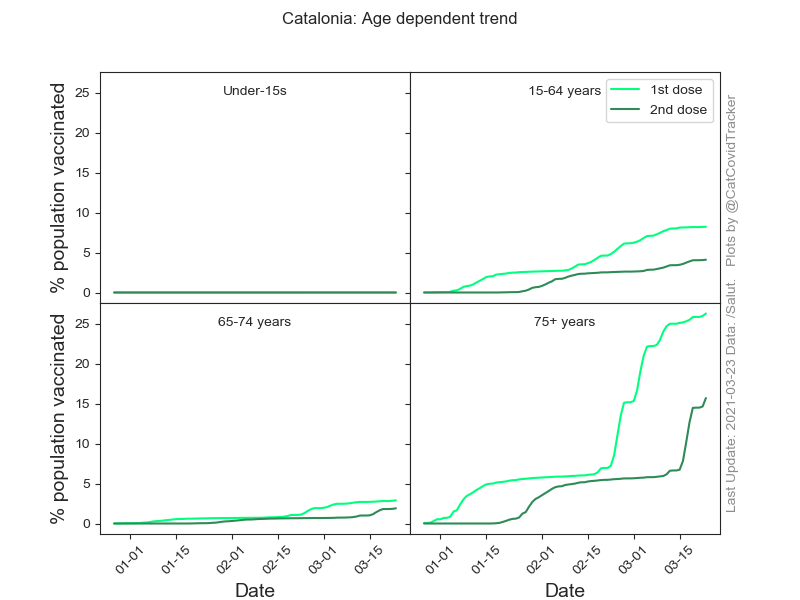 Catalonia: Age dependent trend
Under-15s
15-64 years
1st dose
2nd dose
% population vaccinated
25
20
15
10
5
0
65-74 years
75+ years
% population vaccinated
25
20
15
10
5
0
01-01
01-15
02-01
02-15
03-01
03-15
01-01
01-15
02-01
02-15
03-01
03-15
Date
Date
Last Update: 2021-03-23 Data: /Salut. Plots by @CatCovidTracker